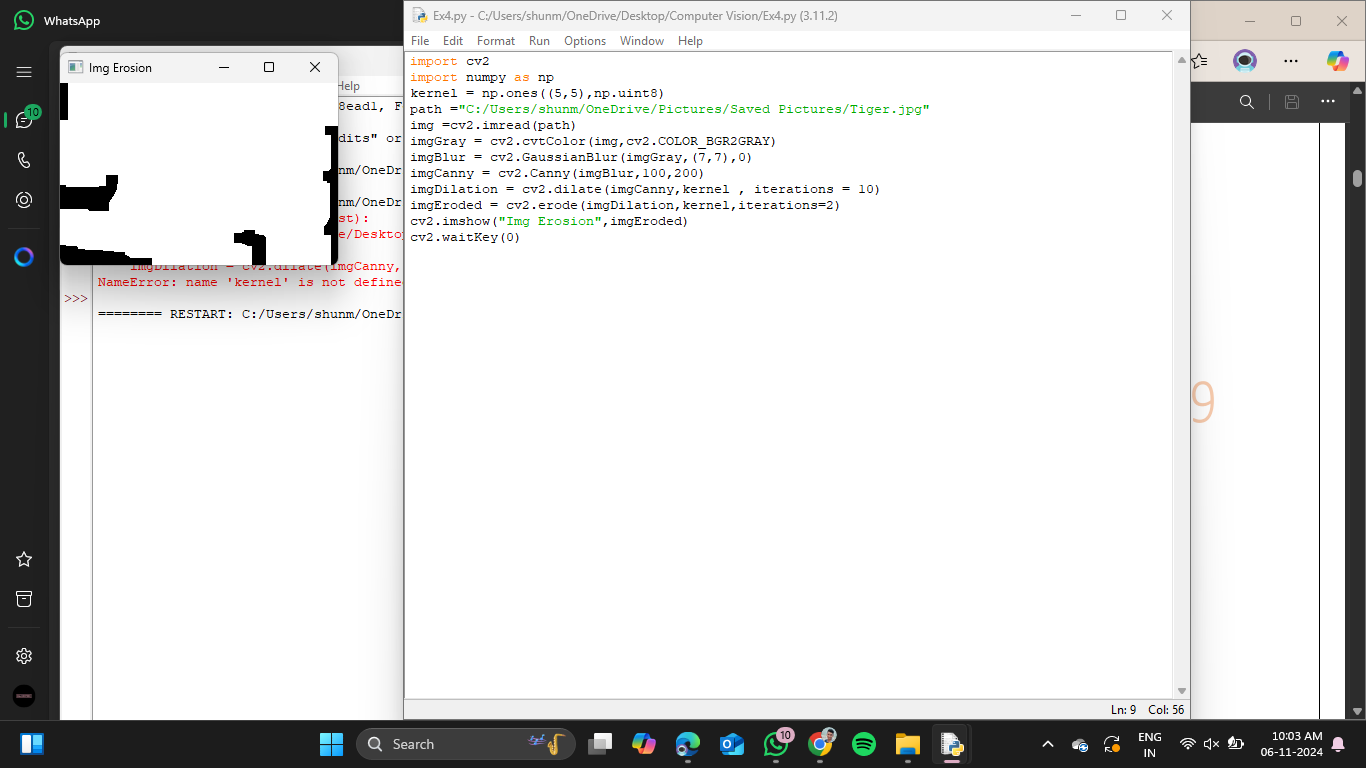 WhatsApp
10
Img Erosion
Help
8ead1, F
dits" or
nm/OneDr
nm/OneDr
st):
e/Deskto
imgDilation = cv2.dilate(imgCanny,
NameError: name 'kernel' is not define
>>>
======== RESTART: C:/Users/shunm/OneDr
Ex4.py - C:/Users/shunm/OneDrive/Desktop/Computer Vision/Ex4.py (3.11.2)
File Edit Format Run Options Window Help
import cv2
import numpy as np
kernel = np.ones((5,5),np.uint8)
path ="C:/Users/shunm/OneDrive/Pictures/Saved Pictures/Tiger.jpg"
img =cv2.imread(path)
imgGray = cv2.cvtColor(img,cv2.COLOR_BGR2GRAY)
imgBlur = cv2.GaussianBlur(imgGray,(7,7),0)
imgCanny = cv2.Canny(imgBlur,100,200)
imgDilation = cv2.dilate(imgCanny,kernel , iterations = 10)
imgEroded = cv2.erode(imgDilation,kernel,iterations=2)
cv2.imshow("Img Erosion",imgEroded)
cv2.waitKey(0)
9
Ln: 9 Col: 56
Search
10
ENG
IN
10:03 AM
06-11-2024